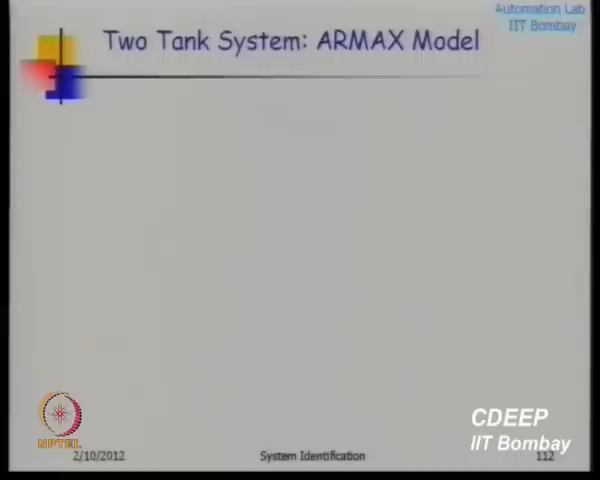 Automation Lab
IIT Bombay
Two Tank System: ARMAX Model
CDEEP
IIT Bombay
NPTEL
2/10/2012
System Identification
112